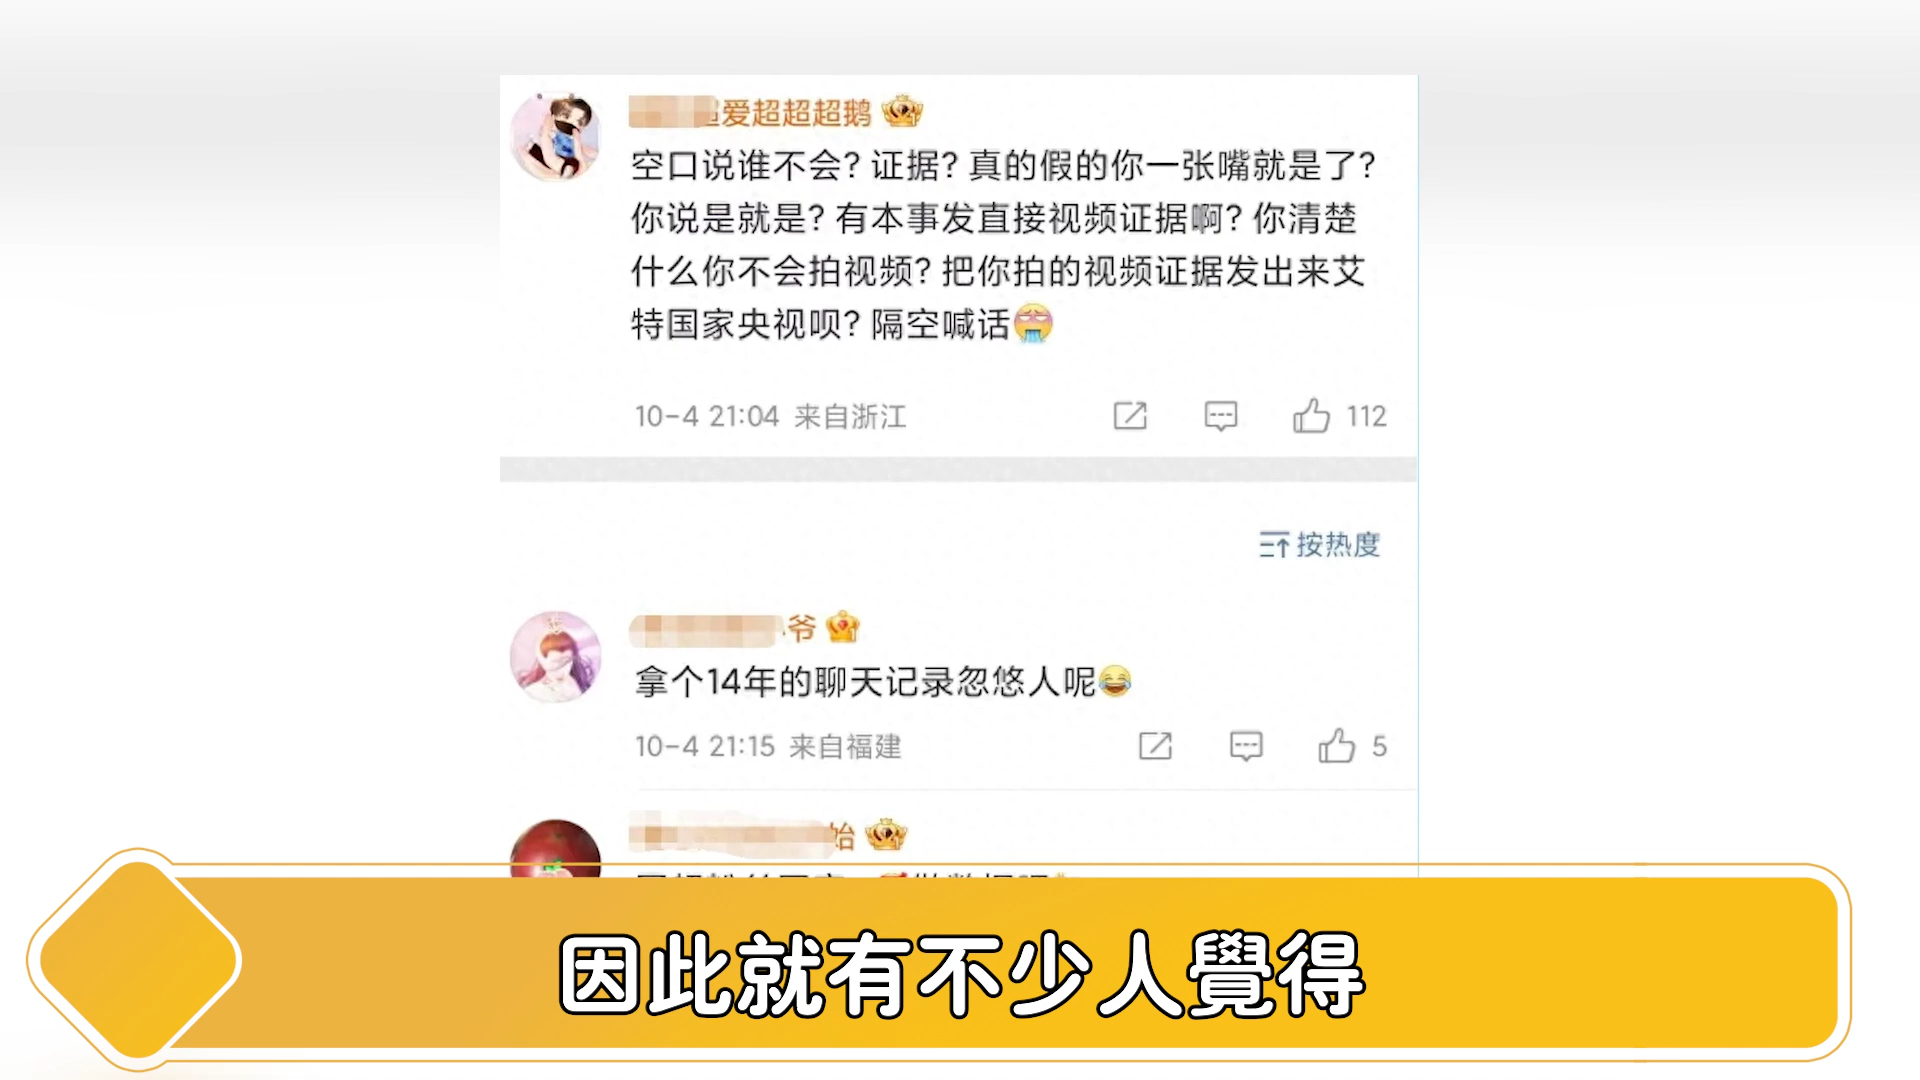 爱超超超鹅
空口说谁不会? 证据? 真的假的你一张嘴就是了?
你说是就是? 有本事发直接视频证据啊? 你清楚
什么你不会拍视频? 把你拍的视频证据发出来艾
特国家央视呗? 隔空喊话
10-4 21:04 来自浙江
112
按热度
爷
拿个14年的聊天记录忽悠人呢
10-4 21:15 来自福建
5
始
因此就有不少人覺得